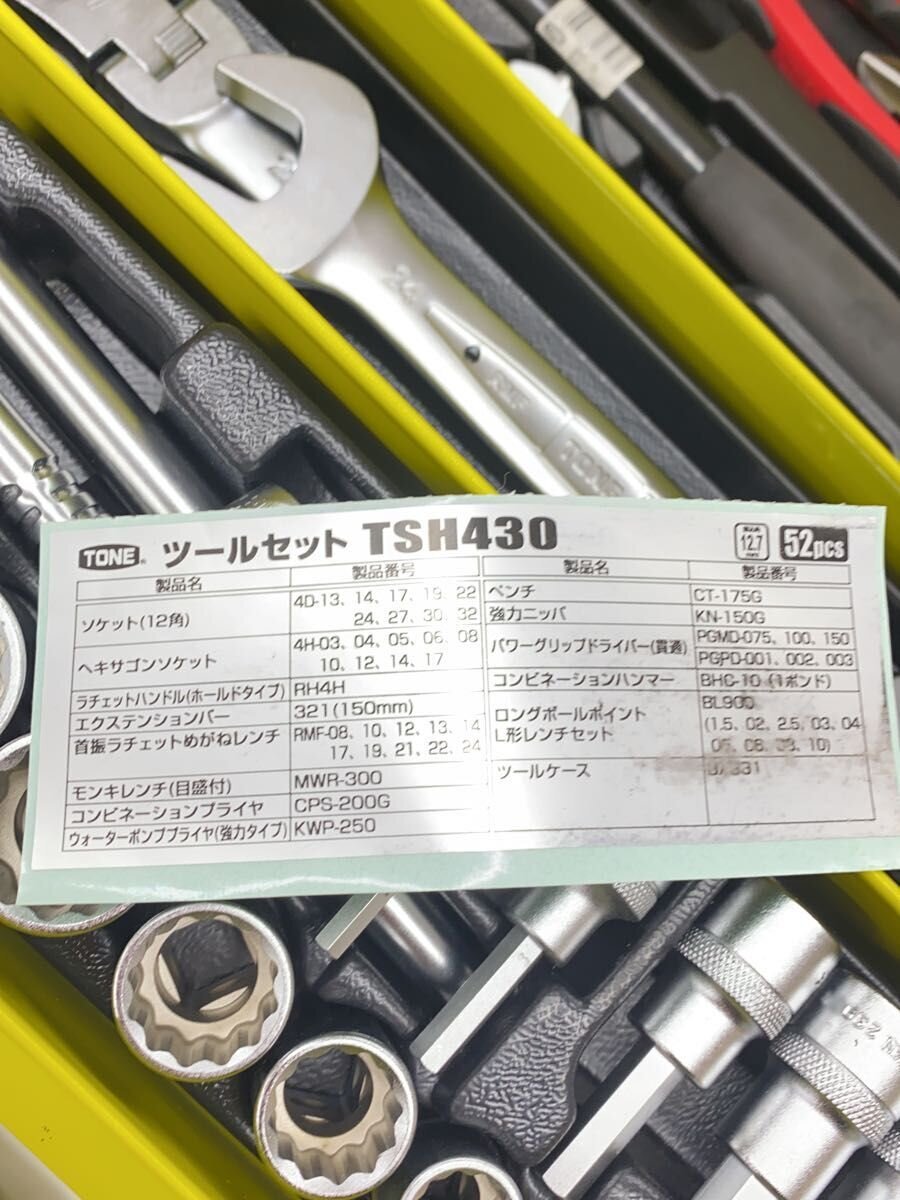 TONE ツールセット TSH430
差込角 12.7 mm 52pcs
製品名 製品番号
ソケット(12角) 4D-13、14、17、19、22
24、27、30、32
ヘキサゴンソケット 4H-03、04、05、06、08
10、12、14、17
ラチェットハンドル(ホールドタイプ) RH4H
エクステンションバー 321(150mm)
首振ラチェットめがねレンチ RMF-08、10、12、13、14
17、19、21、22、24
モンキレンチ(目盛付) MWR-300
コンビネーションプライヤ CPS-200G
ウォーターポンププライヤ(強力タイプ) KWP-250
製品名 製品番号
ペンチ CT-175G
強力ニッパ KN-150G
パワーグリップドライバー(貫通) PGMD-075、100、150
PGPD-001、002、003
コンビネーションハンマー BHC-10 (1ポンド)
ロングボールポイント
L形レンチセット
BL900
(1.5、02、2.5、03、04
10)
ツールケース
24
RMF
TONE